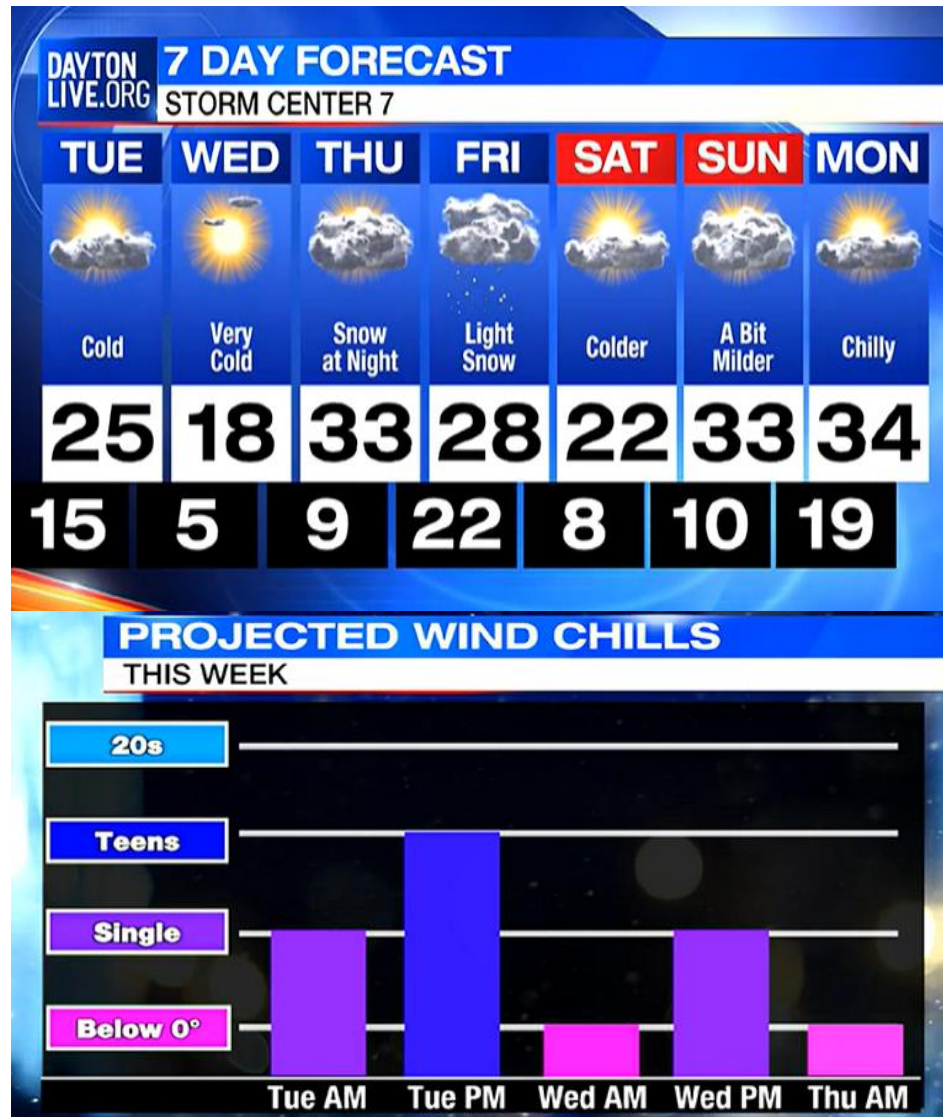 DAYTON
LIVE.ORG
7 DAY FORECAST
STORM CENTER 7
TUE WED THU FRI SAT SUN MON
Cold
Very
Cold
Snow
at Night
Light
Snow
Colder
A Bit
Milder
Chilly
25 18 33 28 22 33 34
15 5 9 22 8 10 19
PROJECTED WIND CHILLS
THIS WEEK
20s
Teens
Single
Below 0°
Tue AM Tue PM Wed AM Wed PM Thu AM